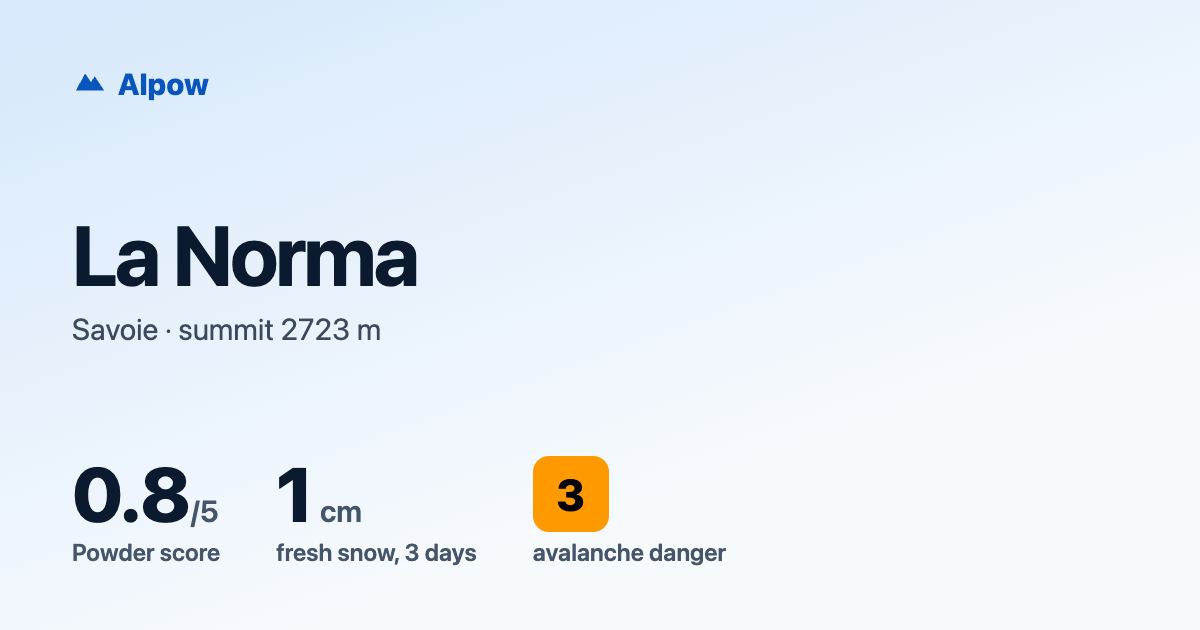 Alpow
La Norma
Savoie · summit 2723 m
0.8/5 1 cm 3
Powder score fresh snow, 3 days avalanche danger